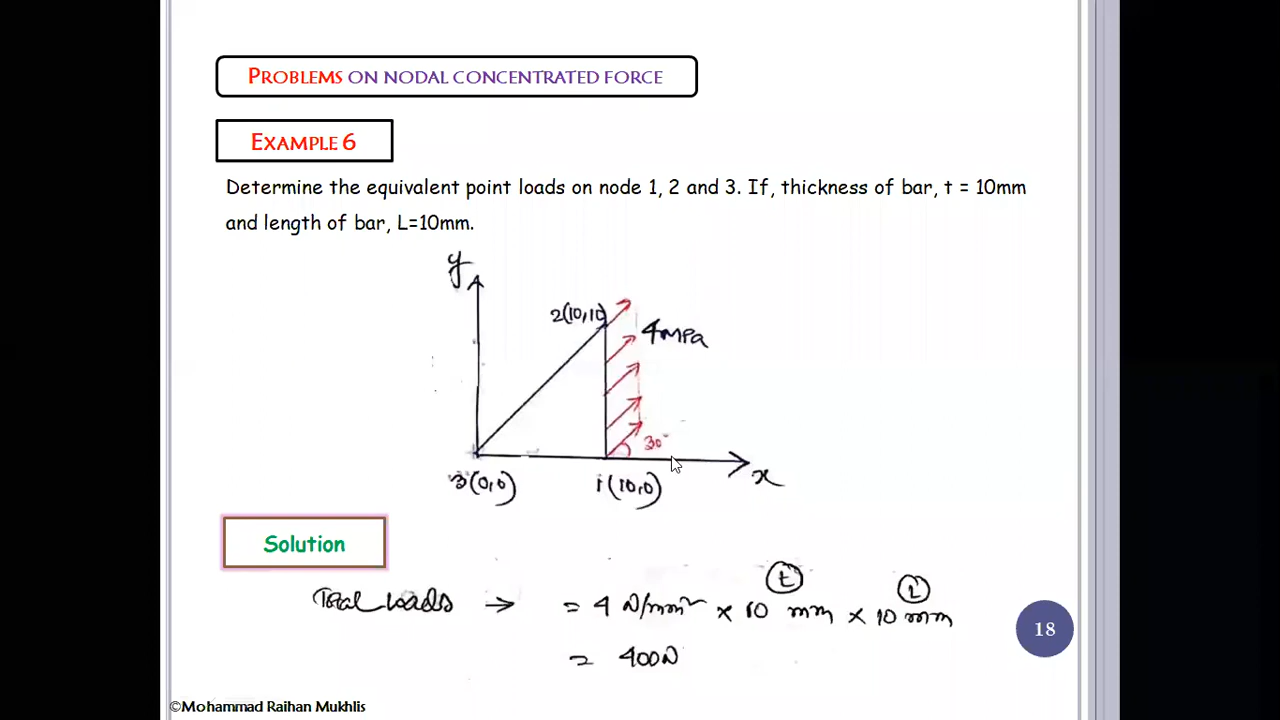 PROBLEMS ON NODAL CONCENTRATED FORCE
EXAMPLE 6
Determine the equivalent point loads on node 1, 2 and 3. If, thickness of bar, t = 10mm
and length of bar, L=10mm.
y
2(10,10)
4MPa
30°
3(0,0)
1(10,0)
x
Solution
t
L
Total Loads → = 4 N/mm² × 10 mm × 10 mm
= 400N
18
©Mohammad Raihan Mukhlis